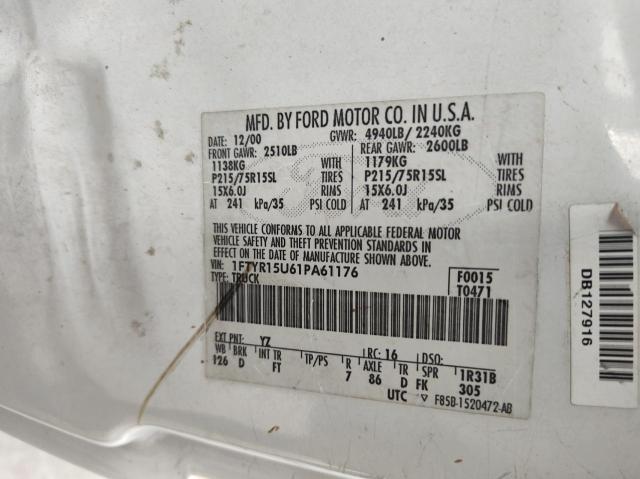 MFD. BY FORD MOTOR CO. IN U.S.A.
DATE: 12/00 GVWR: 4940LB/ 2240KG
FRONT GAWR: 2510LB REAR GAWR: 2600LB
1138KG WITH 1179KG WITH
P215/75R15SL TIRES P215/75R15SL TIRES
15X6.0J RIMS 15X6.0J RIMS
AT 241 kPa/35 PSI COLD AT 241 kPa/35 PSI COLD
THIS VEHICLE CONFORMS TO ALL APPLICABLE FEDERAL MOTOR
VEHICLE SAFETY AND THEFT PREVENTION STANDARDS IN
EFFECT ON THE DATE OF MANUFACTURE SHOWN ABOVE.
VIN: 1FTYR15U61PA61176 F0015
TYPE: TRUCK T0471
EXT PNT: YZ RC: 16 DSO:
WB BRK INT TR TP/PS R AXLE TR SPR 1R31B
126 D FT 7 86 D FK 305
UTC ▽ F85B-1520472-AB
DB127916